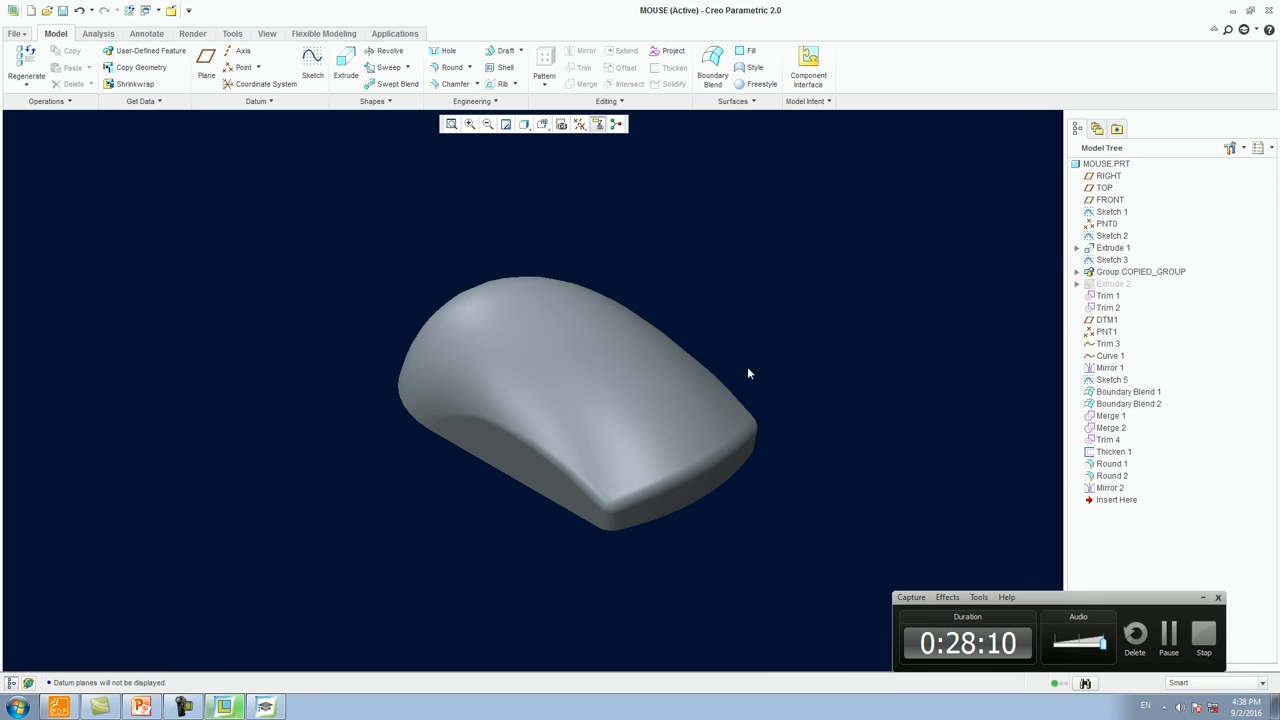 MOUSE (Active) - Creo Parametric 2.0
File Model Analysis Annotate Render Tools View Flexible Modeling Applications
Regenerate
Copy
Paste
Delete
User-Defined Feature
Copy Geometry
Shrinkwrap
Plane
Axis
Point
Coordinate System
Sketch
Extrude
Revolve
Sweep
Swept Blend
Hole
Round
Chamfer
Draft
Shell
Rib
Pattern
Mirror
Trim
Merge
Extend
Offset
Intersect
Project
Thicken
Solidify
Boundary
Blend
Fill
Style
Freestyle
Component
Interface
Operations Get Data Datum Shapes Engineering Editing Surfaces Model Intent
Model Tree
MOUSE.PRT
RIGHT
TOP
FRONT
Sketch 1
PNT0
Sketch 2
Extrude 1
Sketch 3
Group COPIED_GROUP
Extrude 2
Trim 1
Trim 2
DTM1
PNT1
Trim 3
Curve 1
Mirror 1
Sketch 5
Boundary Blend 1
Boundary Blend 2
Merge 1
Merge 2
Trim 4
Thicken 1
Round 1
Round 2
Mirror 2
Insert Here
Capture Effects Tools Help
Duration
0:28:10
Audio
Delete Pause Stop
Datum planes will not be displayed.
Smart
EN
4:38 PM
9/2/2016
PDF